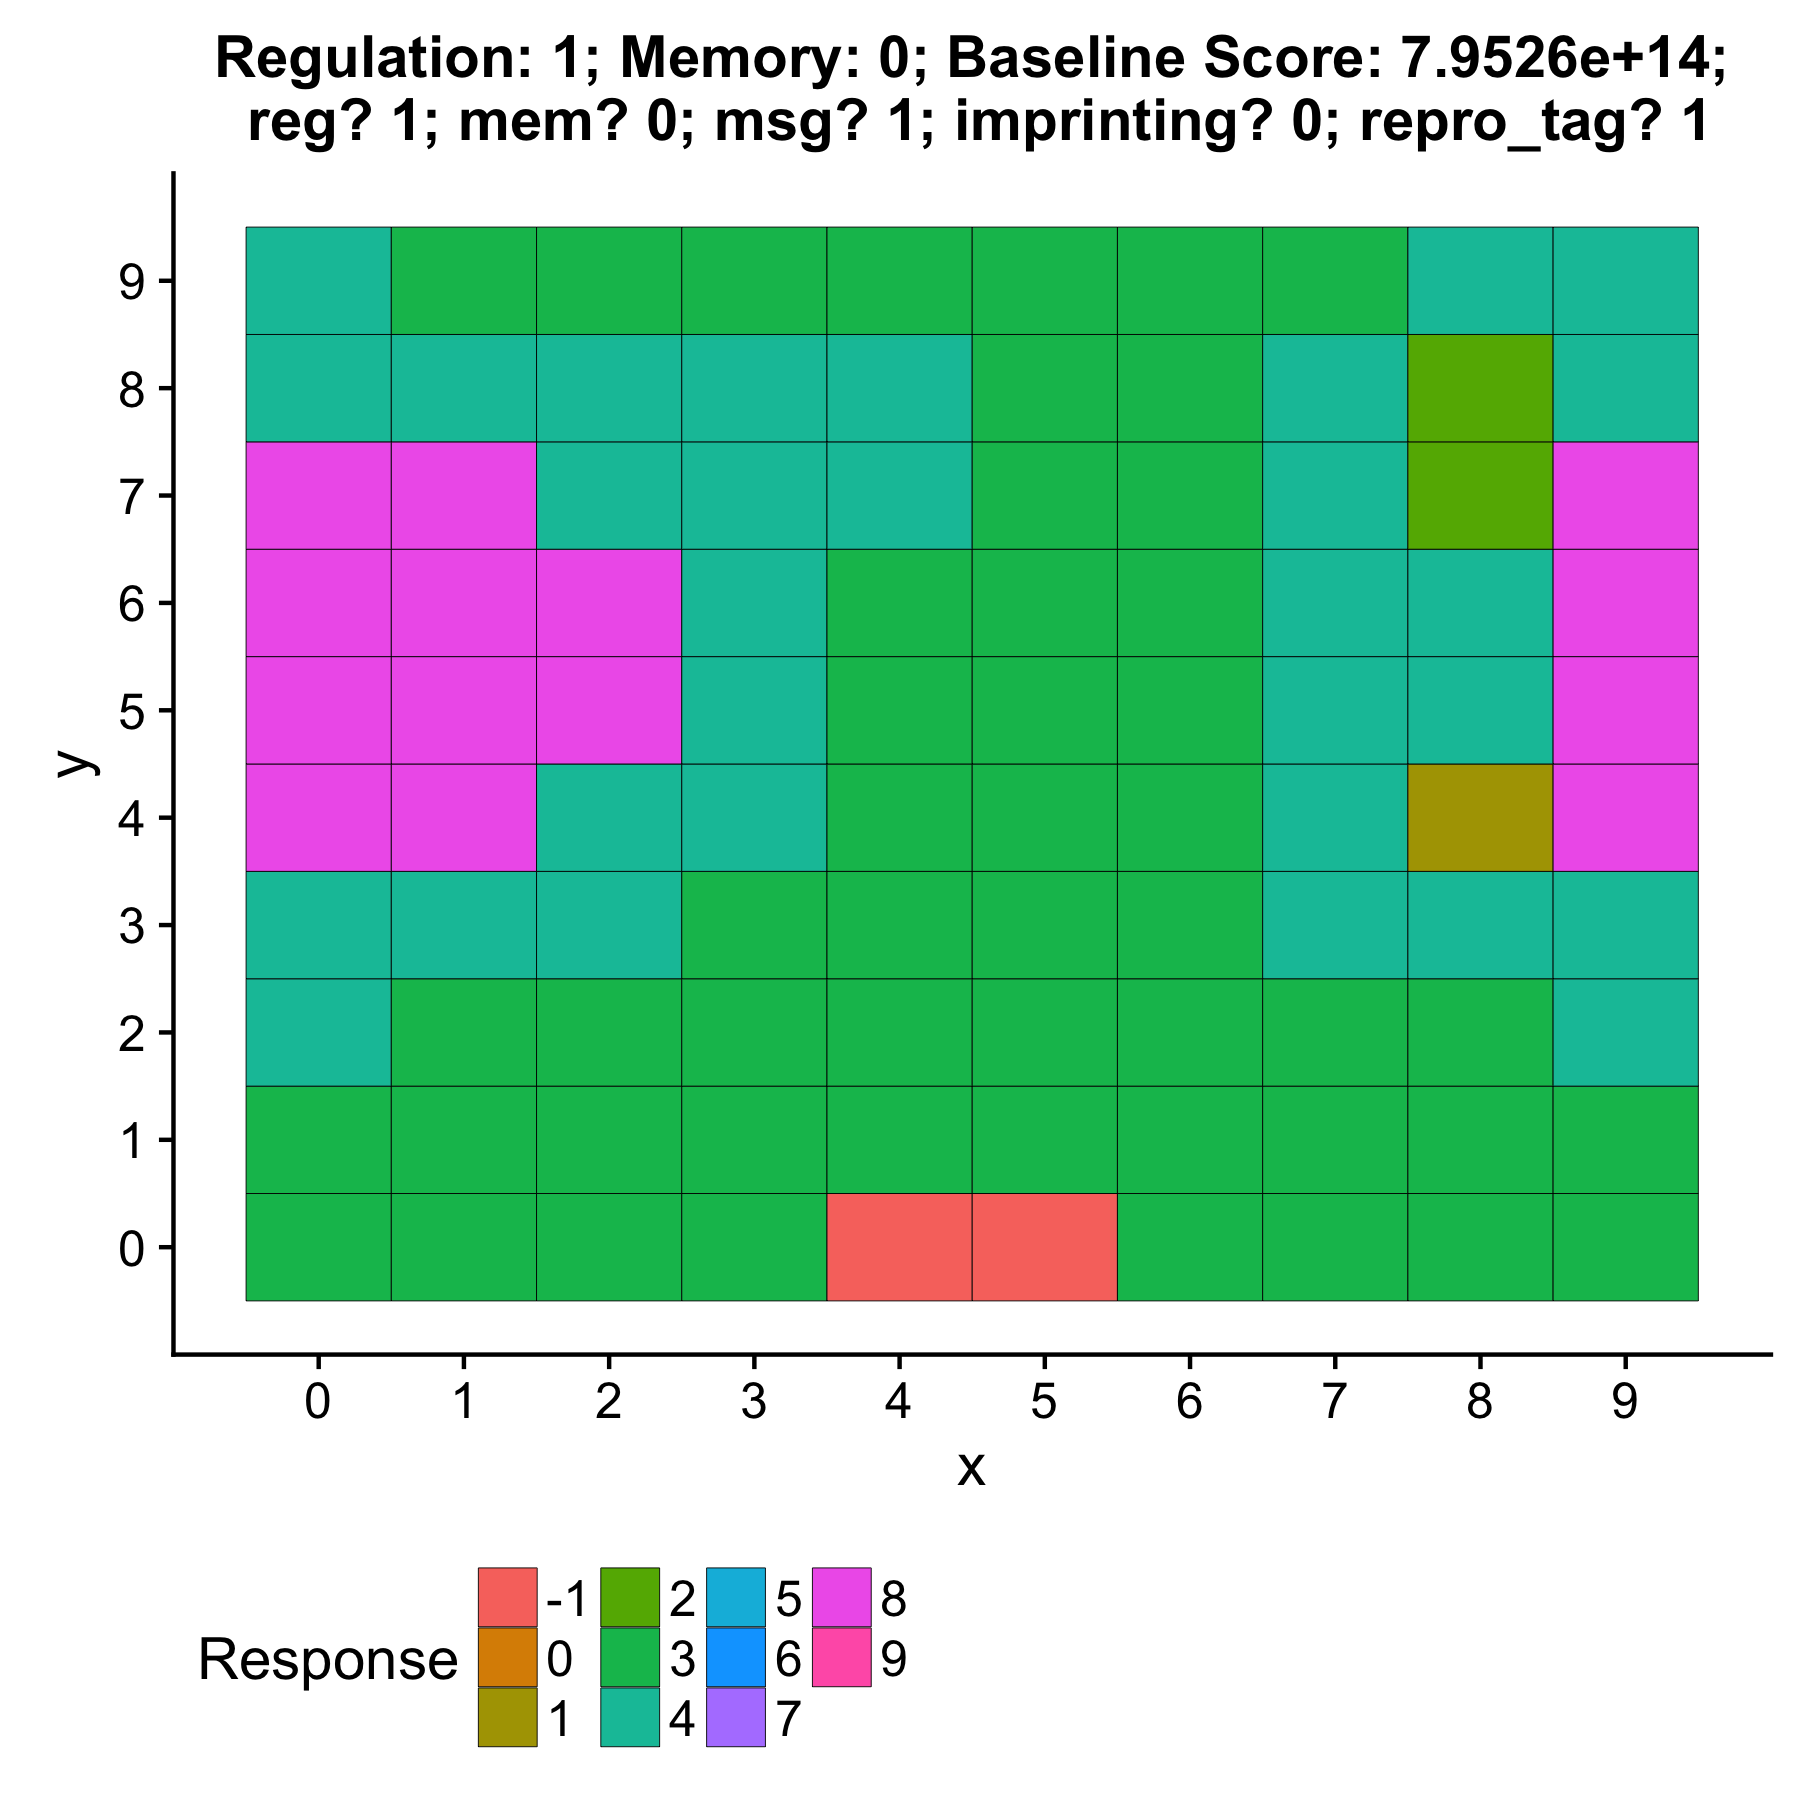 Regulation: 1; Memory: 0; Baseline Score: 7.9526e+14;
reg? 1; mem? 0; msg? 1; imprinting? 0; repro_tag? 1
9
8
7
6
5
4
3
2
1
0
y
0 1 2 3 4 5 6 7 8 9
x
Response
-1 2 5 8
0 3 6 9
1 4 7